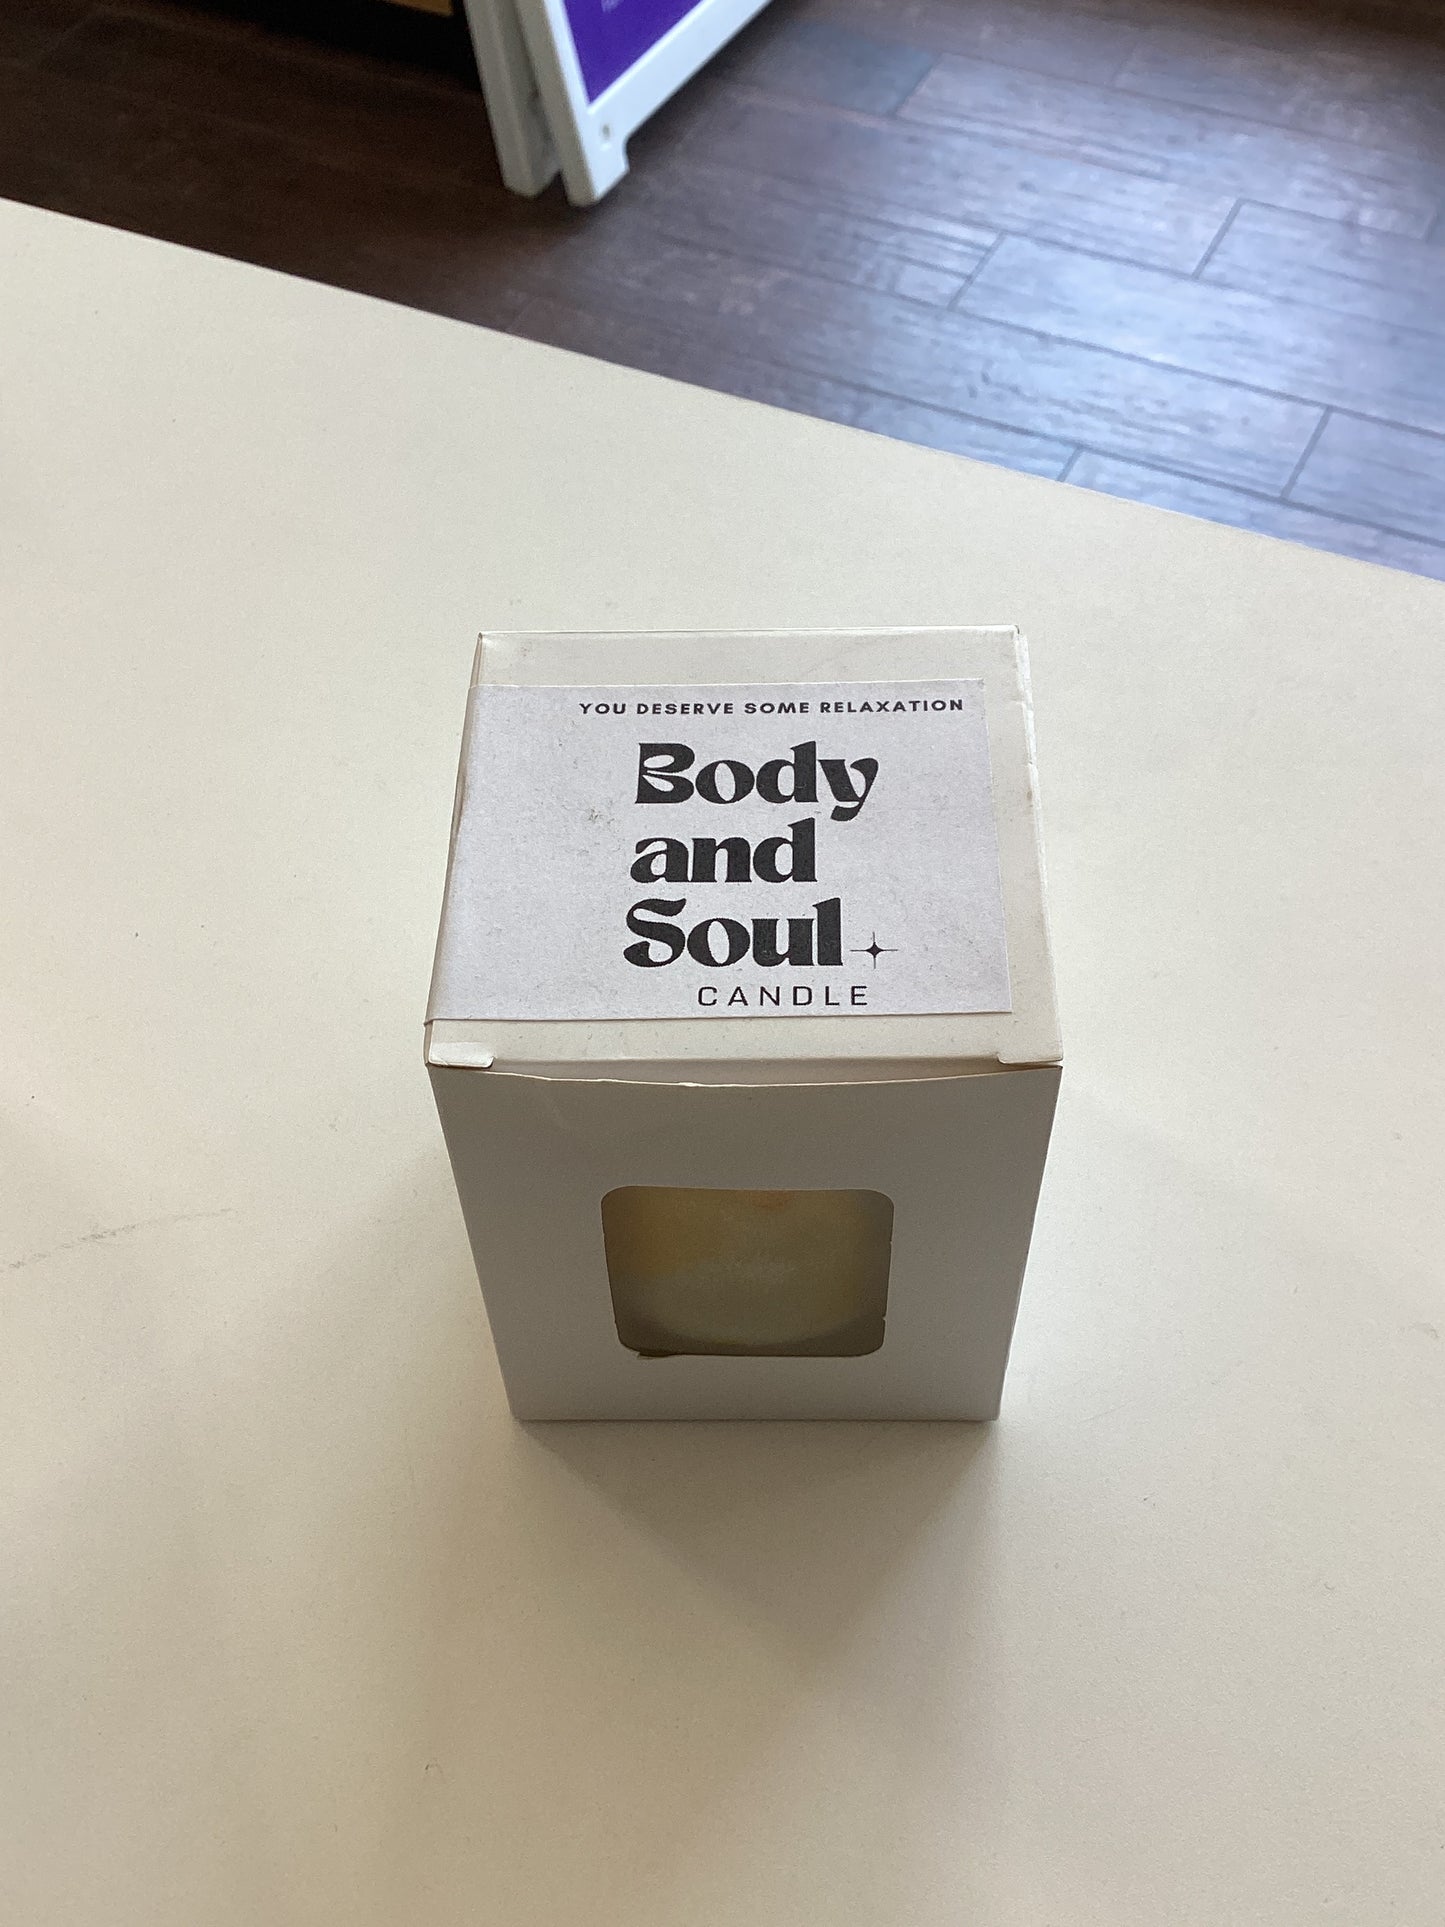 YOU DESERVE SOME RELAXATION
Body
and
Soul
CANDLE